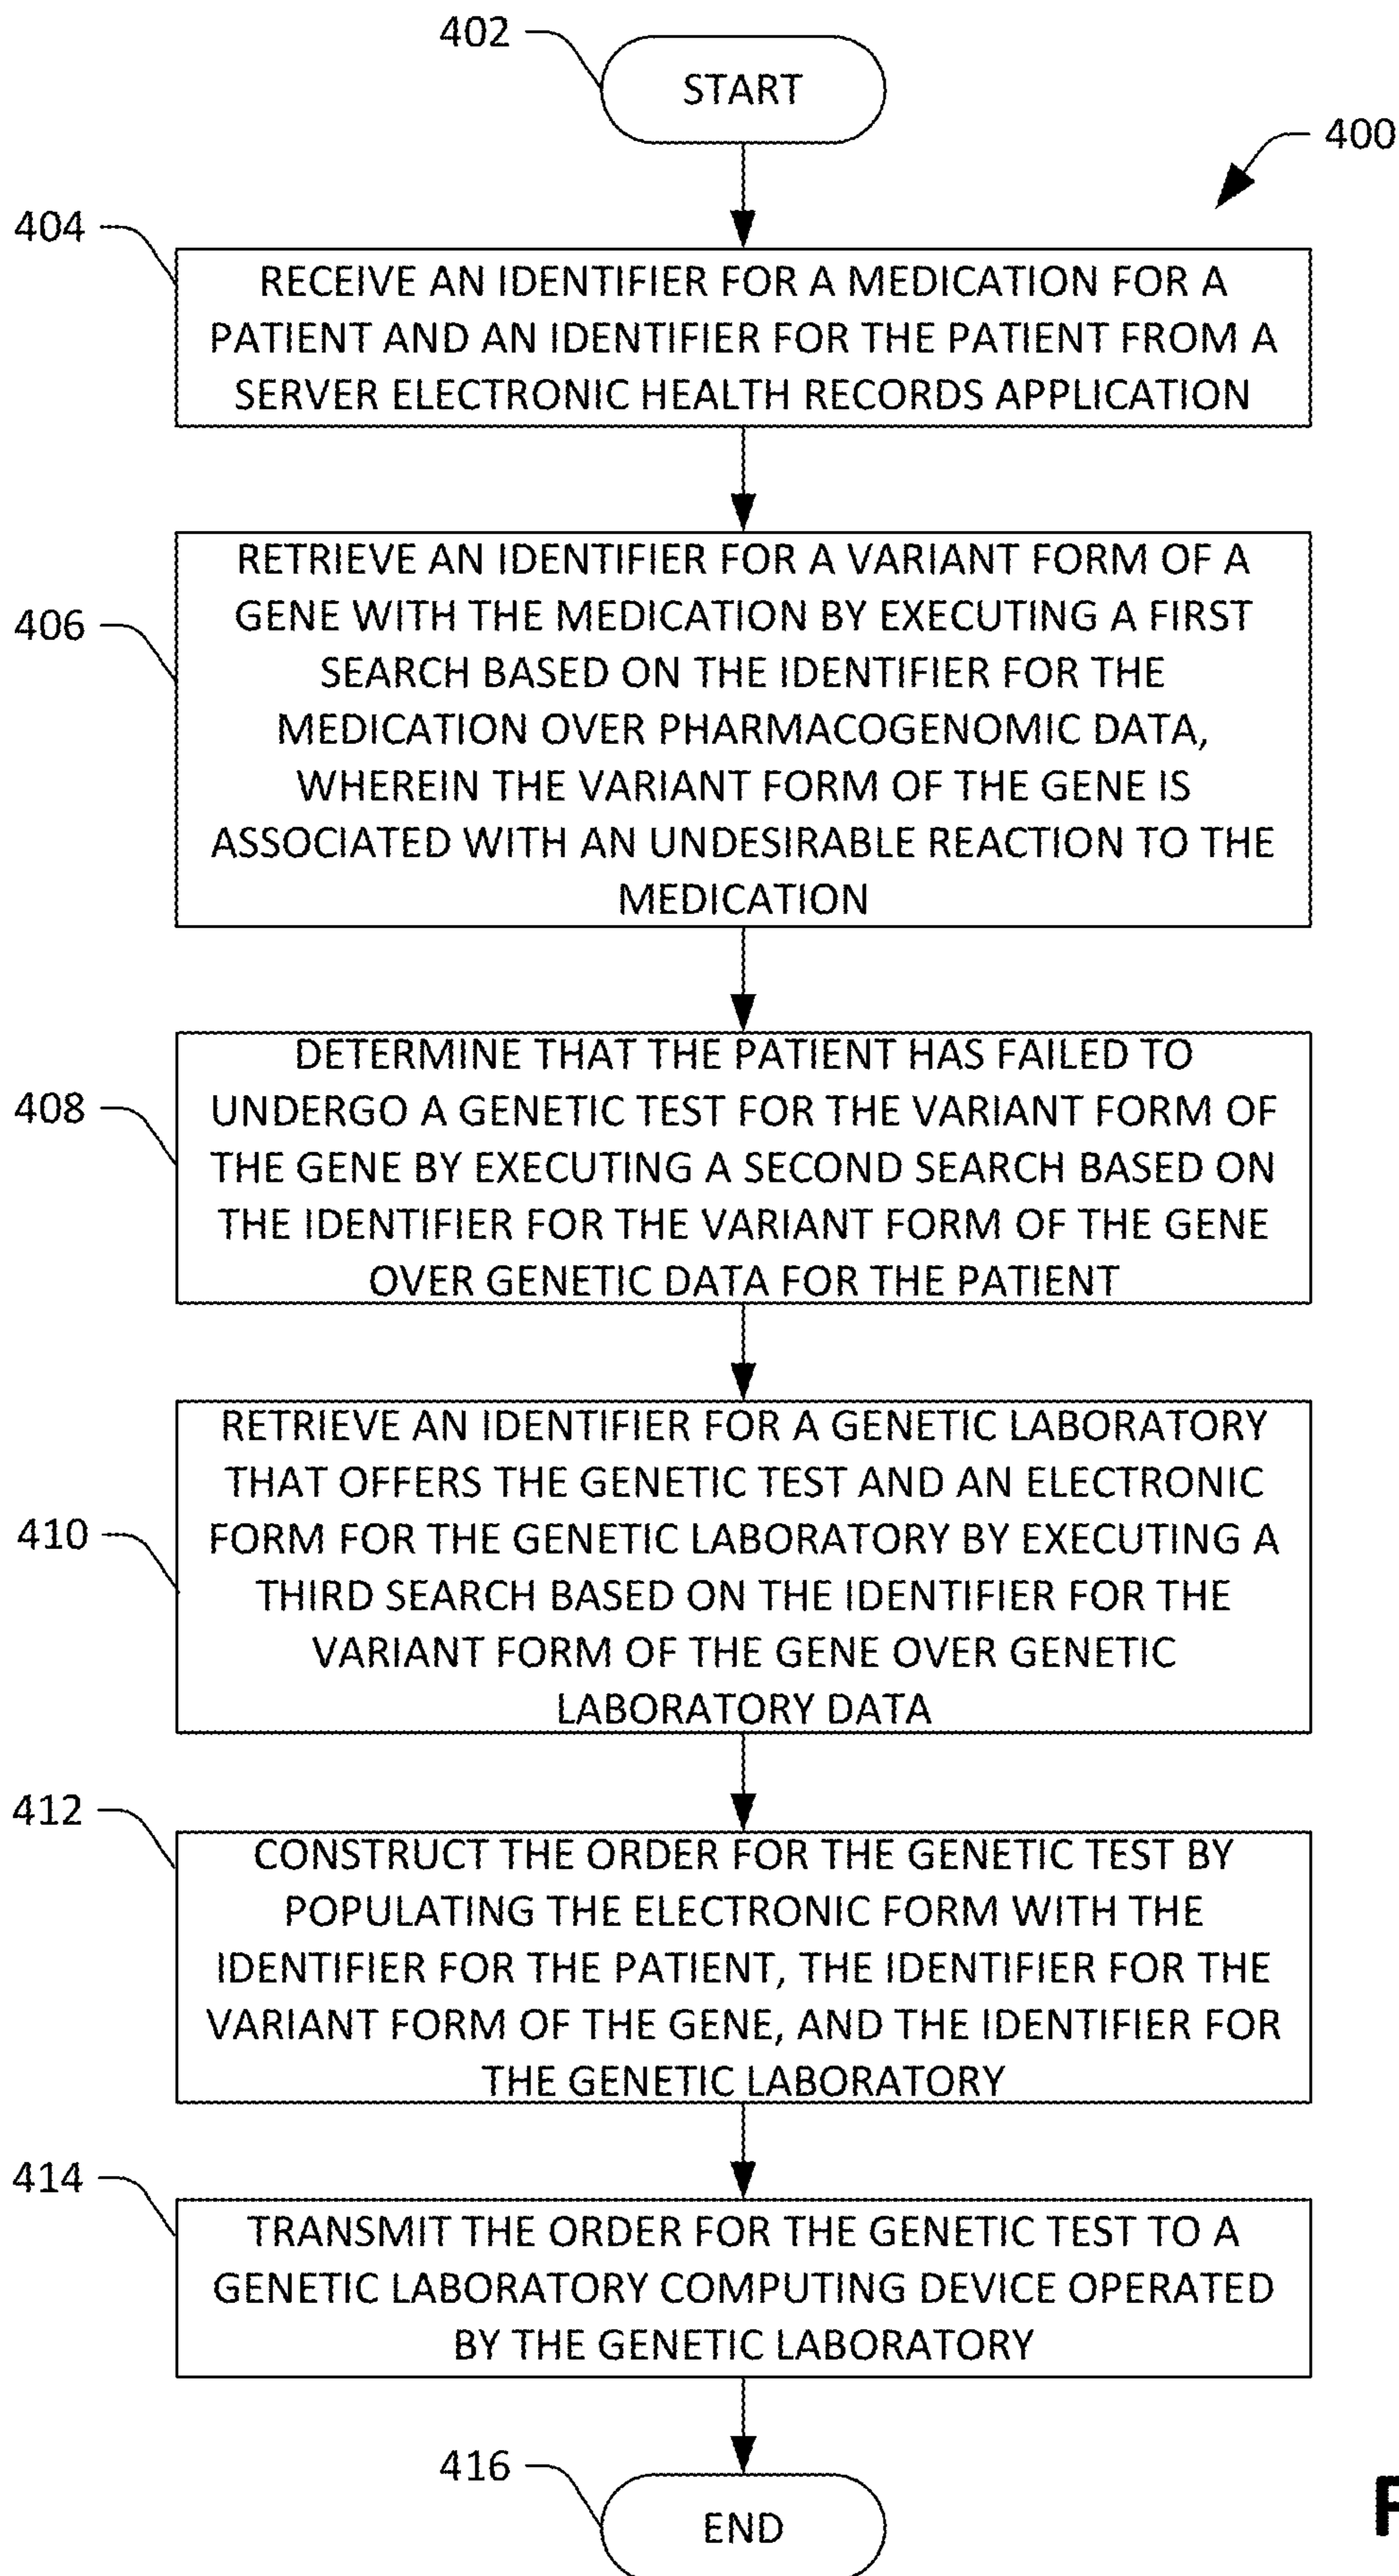 402
START
400
404
RECEIVE AN IDENTIFIER FOR A MEDICATION FOR A
PATIENT AND AN IDENTIFIER FOR THE PATIENT FROM A
SERVER ELECTRONIC HEALTH RECORDS APPLICATION
406
RETRIEVE AN IDENTIFIER FOR A VARIANT FORM OF A
GENE WITH THE MEDICATION BY EXECUTING A FIRST
SEARCH BASED ON THE IDENTIFIER FOR THE
MEDICATION OVER PHARMACOGENOMIC DATA,
WHEREIN THE VARIANT FORM OF THE GENE IS
ASSOCIATED WITH AN UNDESIRABLE REACTION TO THE
MEDICATION
408
DETERMINE THAT THE PATIENT HAS FAILED TO
UNDERGO A GENETIC TEST FOR THE VARIANT FORM OF
THE GENE BY EXECUTING A SECOND SEARCH BASED ON
THE IDENTIFIER FOR THE VARIANT FORM OF THE GENE
OVER GENETIC DATA FOR THE PATIENT
410
RETRIEVE AN IDENTIFIER FOR A GENETIC LABORATORY
THAT OFFERS THE GENETIC TEST AND AN ELECTRONIC
FORM FOR THE GENETIC LABORATORY BY EXECUTING A
THIRD SEARCH BASED ON THE IDENTIFIER FOR THE
VARIANT FORM OF THE GENE OVER GENETIC
LABORATORY DATA
412
CONSTRUCT THE ORDER FOR THE GENETIC TEST BY
POPULATING THE ELECTRONIC FORM WITH THE
IDENTIFIER FOR THE PATIENT, THE IDENTIFIER FOR THE
VARIANT FORM OF THE GENE, AND THE IDENTIFIER FOR
THE GENETIC LABORATORY
414
TRANSMIT THE ORDER FOR THE GENETIC TEST TO A
GENETIC LABORATORY COMPUTING DEVICE OPERATED
BY THE GENETIC LABORATORY
416
END